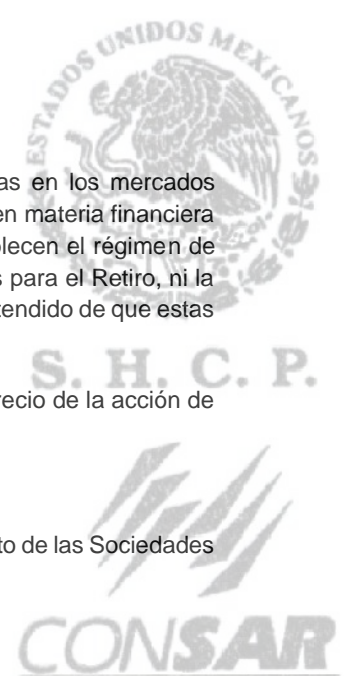 ESTADOS UNIDOS MEXICANOS
as en los mercados
en materia financiera
lecen el régimen de
s para el Retiro, ni la
tendido de que estas
S. H. C. P.
recio de la acción de
to de las Sociedades
CONSAR